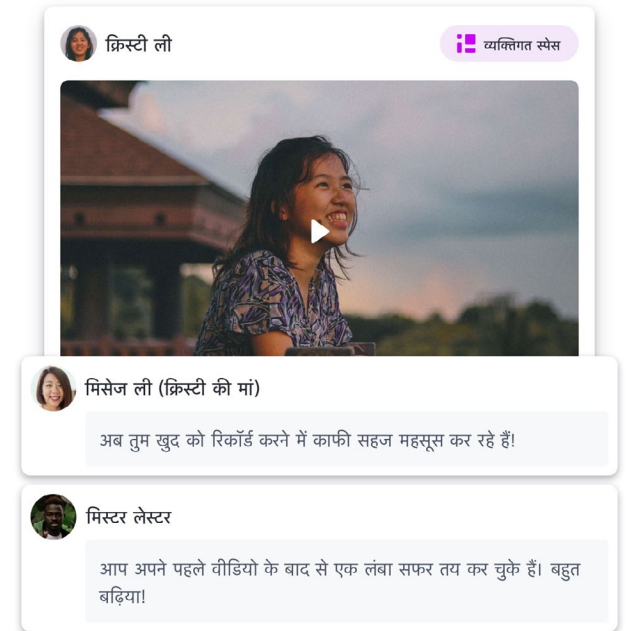 क्रिस्टी ली
व्यक्तिगत स्पेस
मिसेज ली (क्रिस्टी की मां)
अब तुम खुद को रिकॉर्ड करने में काफी सहज महसूस कर रहे हैं!
मिस्टर लेस्टर
आप अपने पहले वीडियो के बाद से एक लंबा सफर तय कर चुके हैं। बहुत
बढ़िया!